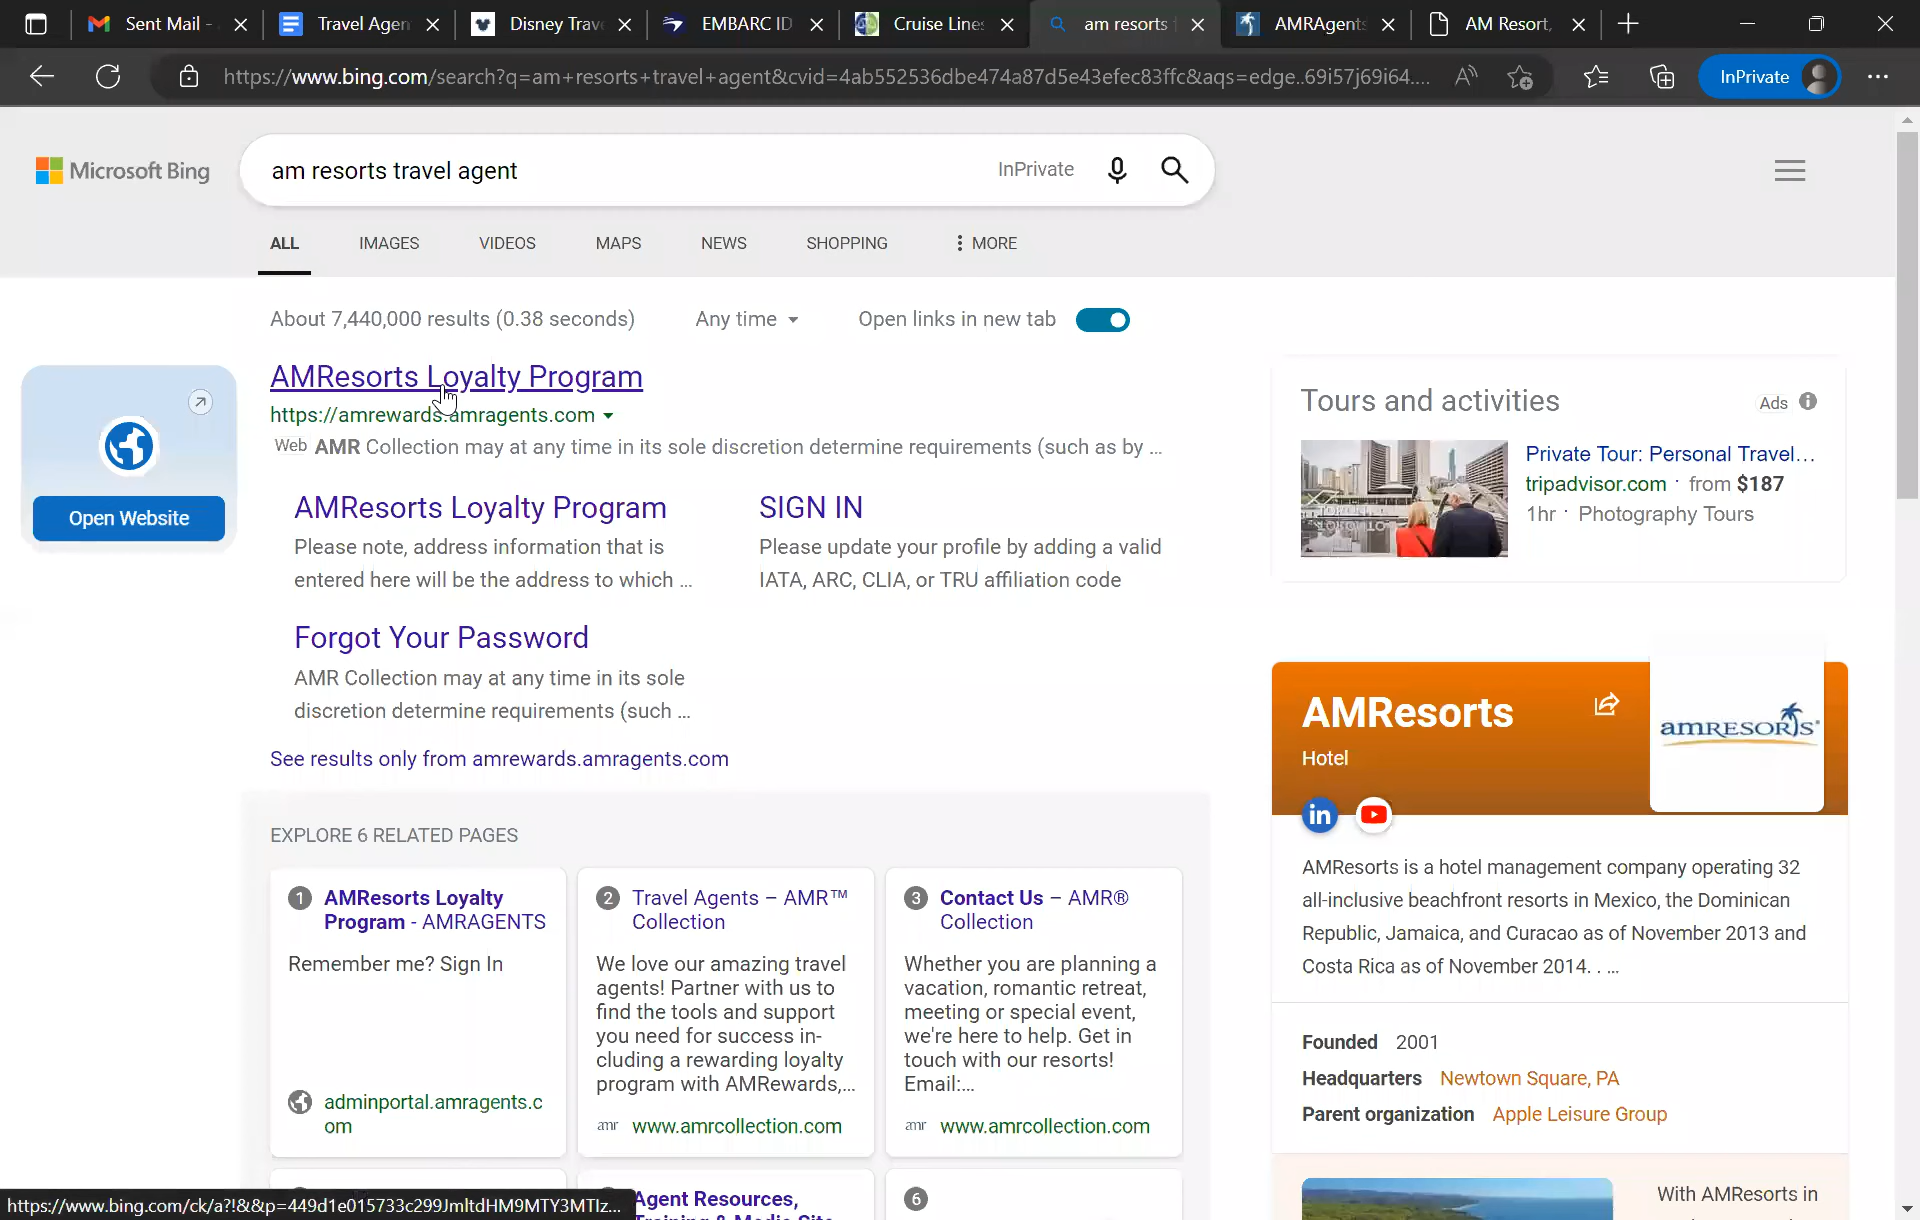 Sent Mail -
Travel Agen
Disney Trav
EMBARC ID
Cruise Line
am resorts t
AMRAgents
AM Resort,
https://www.bing.com/search?q=am+resorts+travel+agent&cvid=4ab552536dbe474a87d5e43efec83ffc&aqs=edge..69i57j69i64....
InPrivate
Microsoft Bing
am resorts travel agent
InPrivate
ALL
IMAGES
VIDEOS
MAPS
NEWS
SHOPPING
MORE
About 7,440,000 results (0.38 seconds)
Any time
Open links in new tab
Open Website
AMResorts Loyalty Program
https://amrewards.amragents.com
Web AMR Collection may at any time in its sole discretion determine requirements (such as by ...
AMResorts Loyalty Program
Please note, address information that is
entered here will be the address to which ...
SIGN IN
Please update your profile by adding a valid
IATA, ARC, CLIA, or TRU affiliation code
Forgot Your Password
AMR Collection may at any time in its sole
discretion determine requirements (such ...
See results only from amrewards.amragents.com
EXPLORE 6 RELATED PAGES
1
AMResorts Loyalty
Program - AMRAGENTS
Remember me? Sign In
adminportal.amragents.c
om
2
Travel Agents – AMR™
Collection
We love our amazing travel
agents! Partner with us to
find the tools and support
you need for success in-
cluding a rewarding loyalty
program with AMRewards,...
amr www.amrcollection.com
3
Contact Us – AMR®
Collection
Whether you are planning a
vacation, romantic retreat,
meeting or special event,
we're here to help. Get in
touch with our resorts!
Email:...
amr www.amrcollection.com
Agent Resources,
Training & Media Site
6
Tours and activities
Ads
TORONTO
Private Tour: Personal Travel...
tripadvisor.com · from $187
1hr · Photography Tours
AMResorts
Hotel
amRESORTS
in
AMResorts is a hotel management company operating 32
all-inclusive beachfront resorts in Mexico, the Dominican
Republic, Jamaica, and Curacao as of November 2013 and
Costa Rica as of November 2014. . ...
Founded 2001
Headquarters Newtown Square, PA
Parent organization Apple Leisure Group
With AMResorts in
https://www.bing.com/ck/a?!&&p=449d1e015733c299JmltdHM9MTY3MTIz...